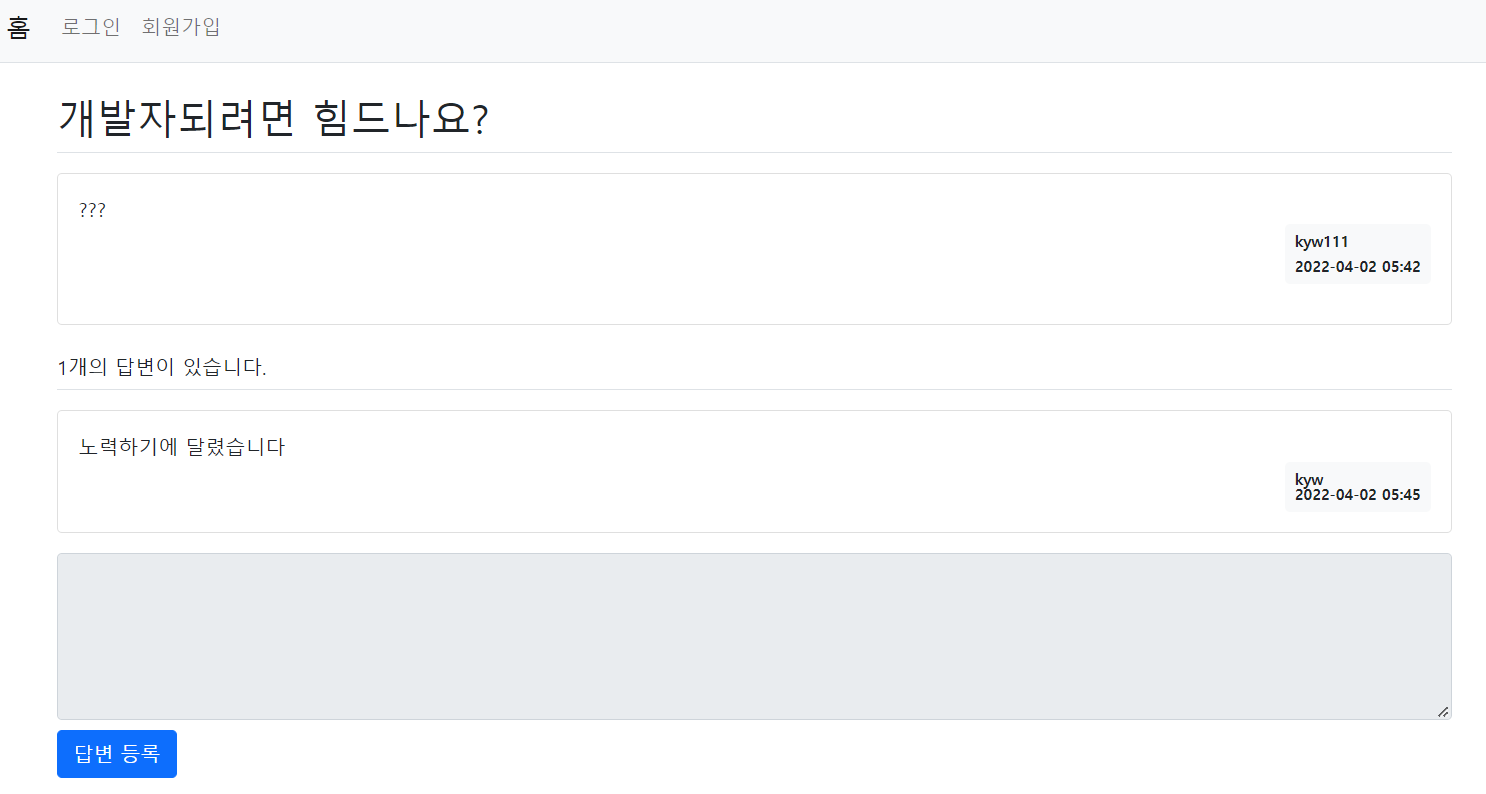 홈 로그인 회원가입
개발자되려면 힘드나요?
???
kyw111
2022-04-02 05:42
1개의 답변이 있습니다.
노력하기에 달렸습니다
kyw
2022-04-02 05:45
답변 등록